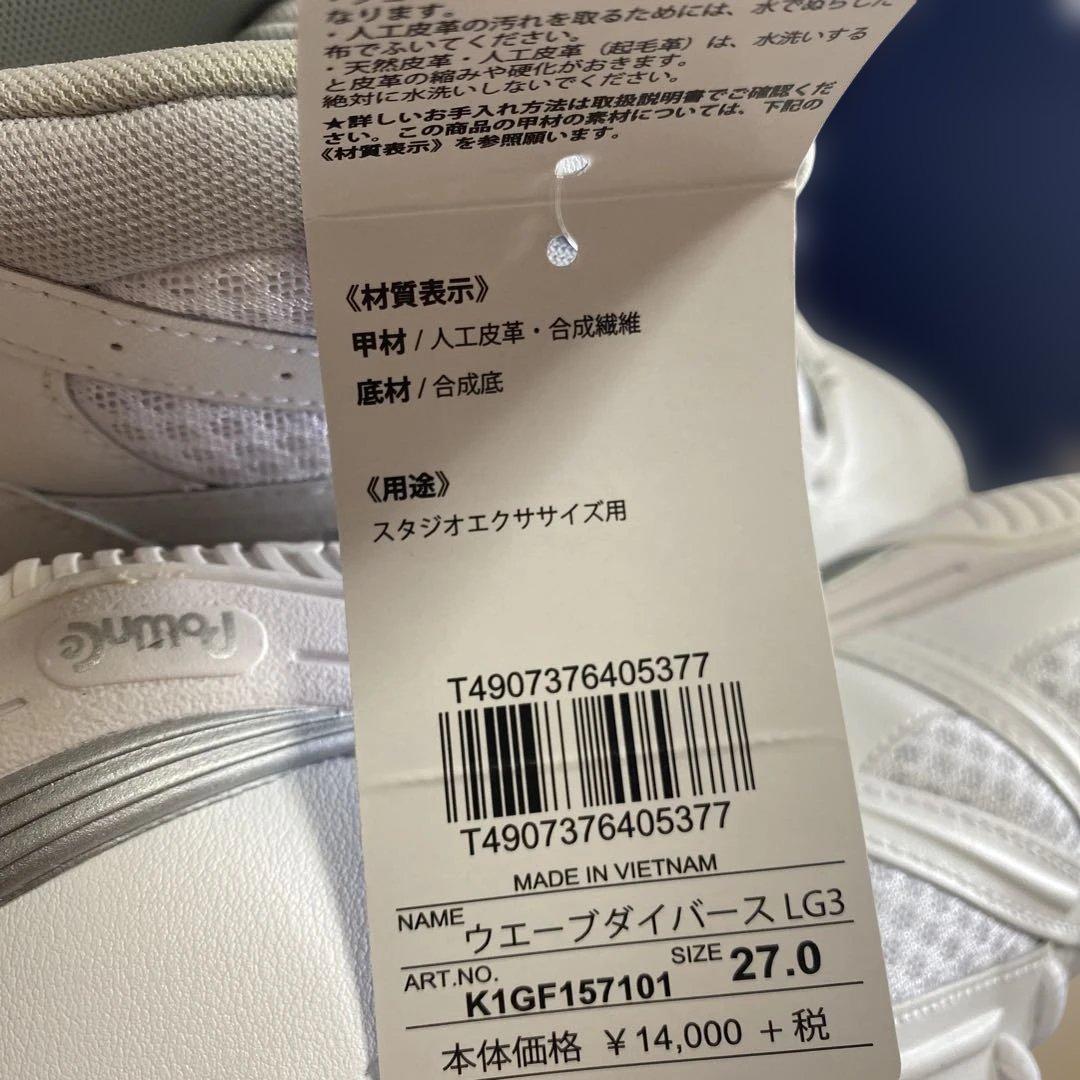 なります。
・人工皮革の汚れを取るためには、水でぬらした
布でふいてください。
・天然皮革・人工皮革（起毛革）は、水洗いする
と皮革の縮みや硬化がおきます。
絶対に水洗いしないでください。
★詳しいお手入れ方法は取扱説明書でご確認くだ
さい。この商品の甲材の素材については、下記の
《材質表示》を参照願います。
《材質表示》
甲材 / 人工皮革・合成繊維
底材 / 合成底
《用途》
スタジオエクササイズ用
T4907376405377
T4907376405377
MADE IN VIETNAM
NAME ウエーブダイバース LG3
ART.NO. K1GF157101 SIZE 27.0
本体価格 ￥14,000 + 税